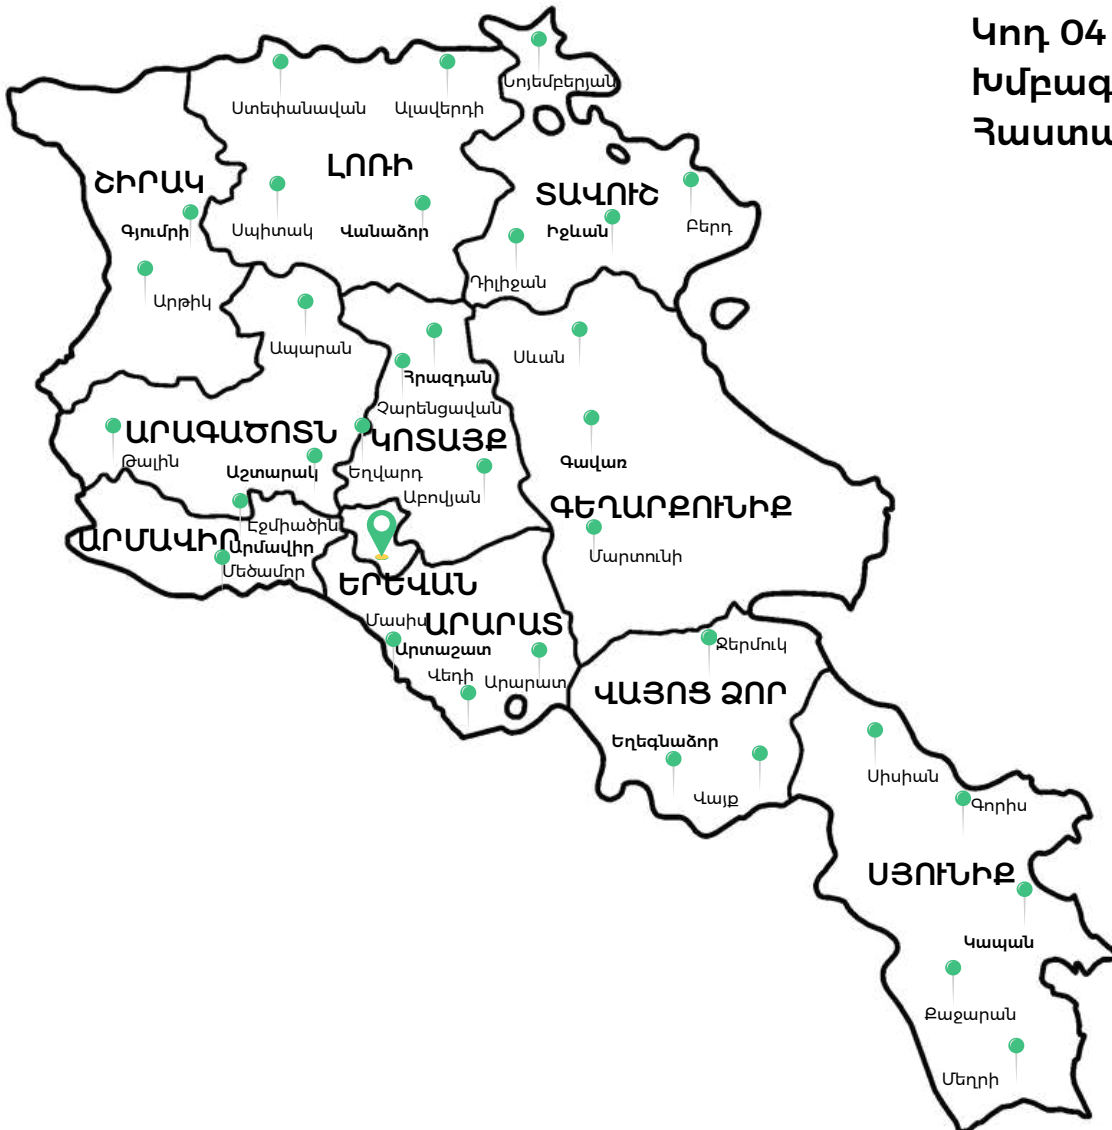 Կոդ 04
Խմբագ
Հաստա
Նոյեմբերյան
Ստեփանավան
Ալավերդի
ԼՈՌԻ
ՇԻՐԱԿ
ՏԱՎՈՒՇ
Գյումրի
Սպիտակ
Վանաձոր
Իջևան
Բերդ
Դիլիջան
Արթիկ
Ապարան
Սևան
Հրազդան
Չարենցավան
ԱՐԱԳԱԾՈՏՆ
ԿՈՏԱՅՔ
Թալին
Աշտարակ
Եղվարդ
Գավառ
Աբովյան
ԳԵՂԱՐՔՈՒՆԻՔ
Էջմիածին
ԱՐՄԱՎԻՐ
Արմավիր
Մեծամոր
Մարտունի
ԵՐԵՎԱՆ
Մասիս
ԱՐԱՐԱՏ
Արտաշատ
Ջերմուկ
Վեդի
Արարատ
ՎԱՅՈՑ ՁՈՐ
Եղեգնաձոր
Վայք
Սիսիան
Գորիս
ՍՅՈՒՆԻՔ
Կապան
Քաջարան
Մեղրի